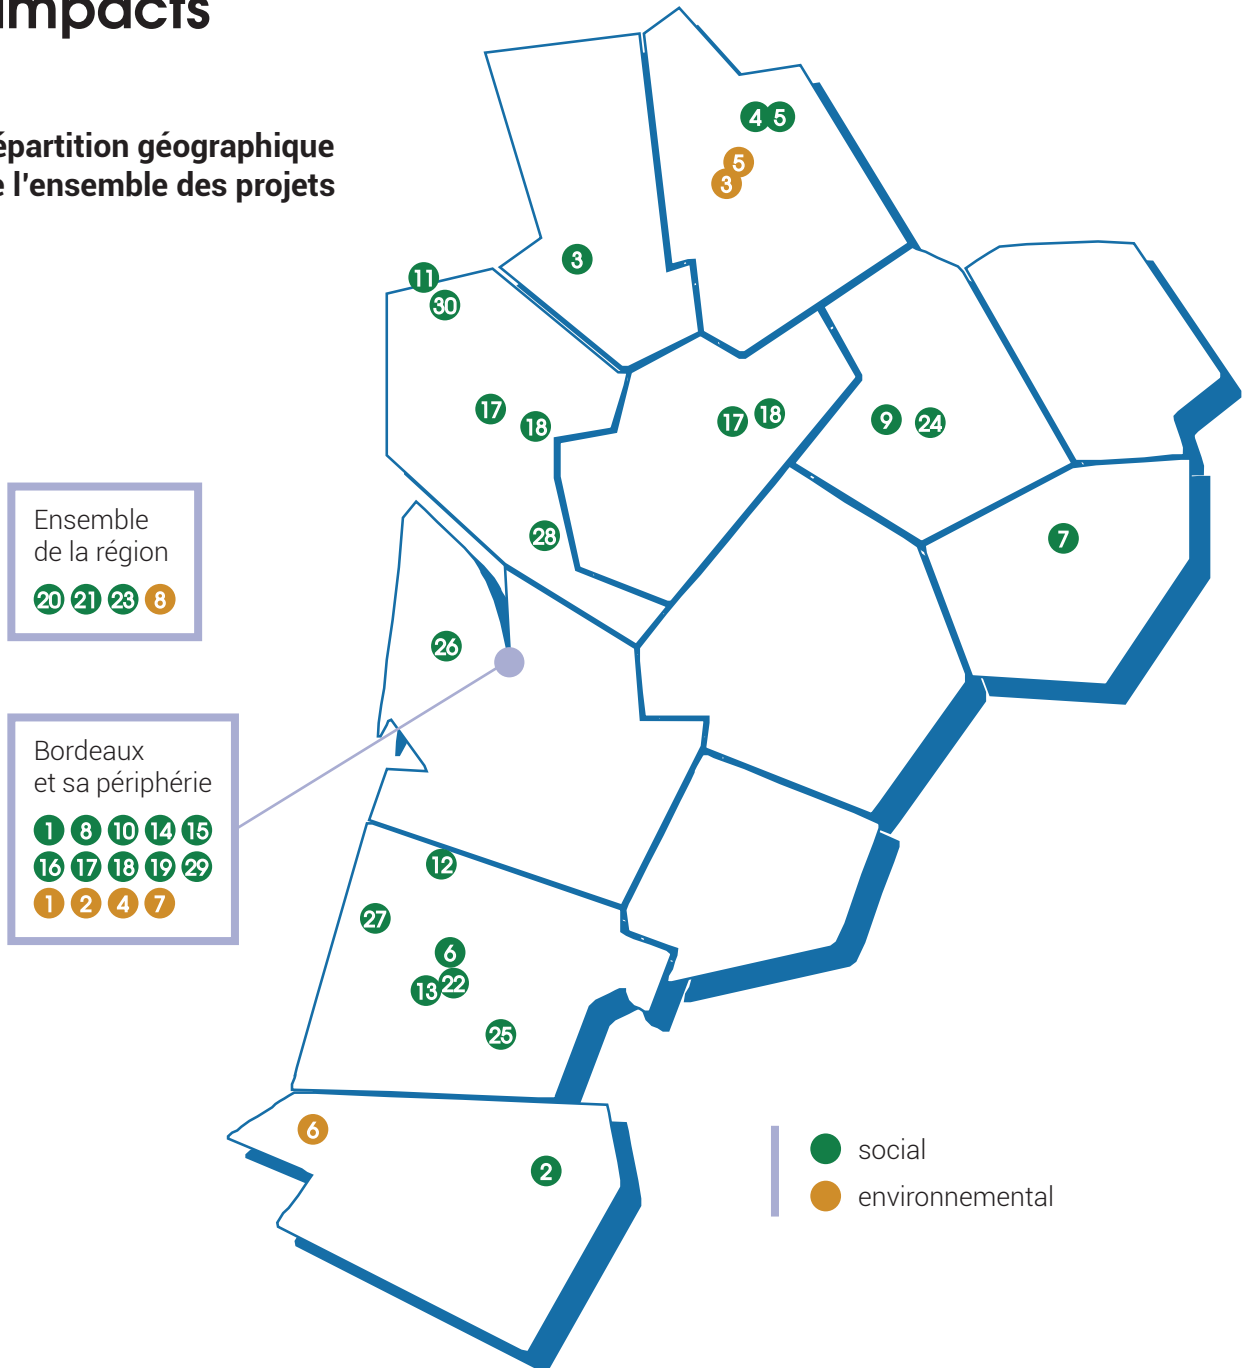 impacts
épartition géographique
e l'ensemble des projets
4 5
5
3
3
11
30
17
18
17
18
9
24
7
28
26
Ensemble
de la région
20 21 23 8
Bordeaux
et sa périphérie
1 8 10 14 15
16 17 18 19 29
1 2 4 7
12
27
6
13 22
25
6
2
social
environnemental